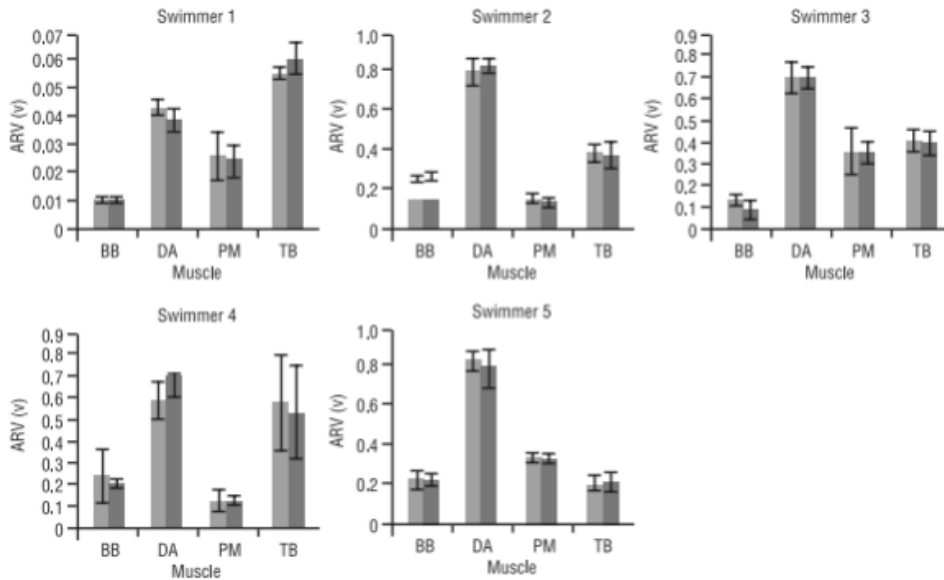 Swimmer 1
0.07
0.06
0.04
0.03
0.02
0.01
0
ARV (v)
BB DA PM TB
Muscle
Swimmer 2
1.0
0.8
0.6
0.4
0.2
0
ARV (v)
BB DA PM TB
Muscle
Swimmer 3
0.9
0.8
0.7
0.6
0.5
0.4
0.3
0.2
0.1
0
ARV (v)
BB DA PM TB
Muscle
Swimmer 4
0.9
0.8
0.7
0.6
0.5
0.4
0.3
0.2
0.1
0
ARV (v)
BB DA PM TB
Muscle
Swimmer 5
1.0
0.8
0.6
0.4
0.2
0
ARV (v)
BB DA PM TB
Muscle